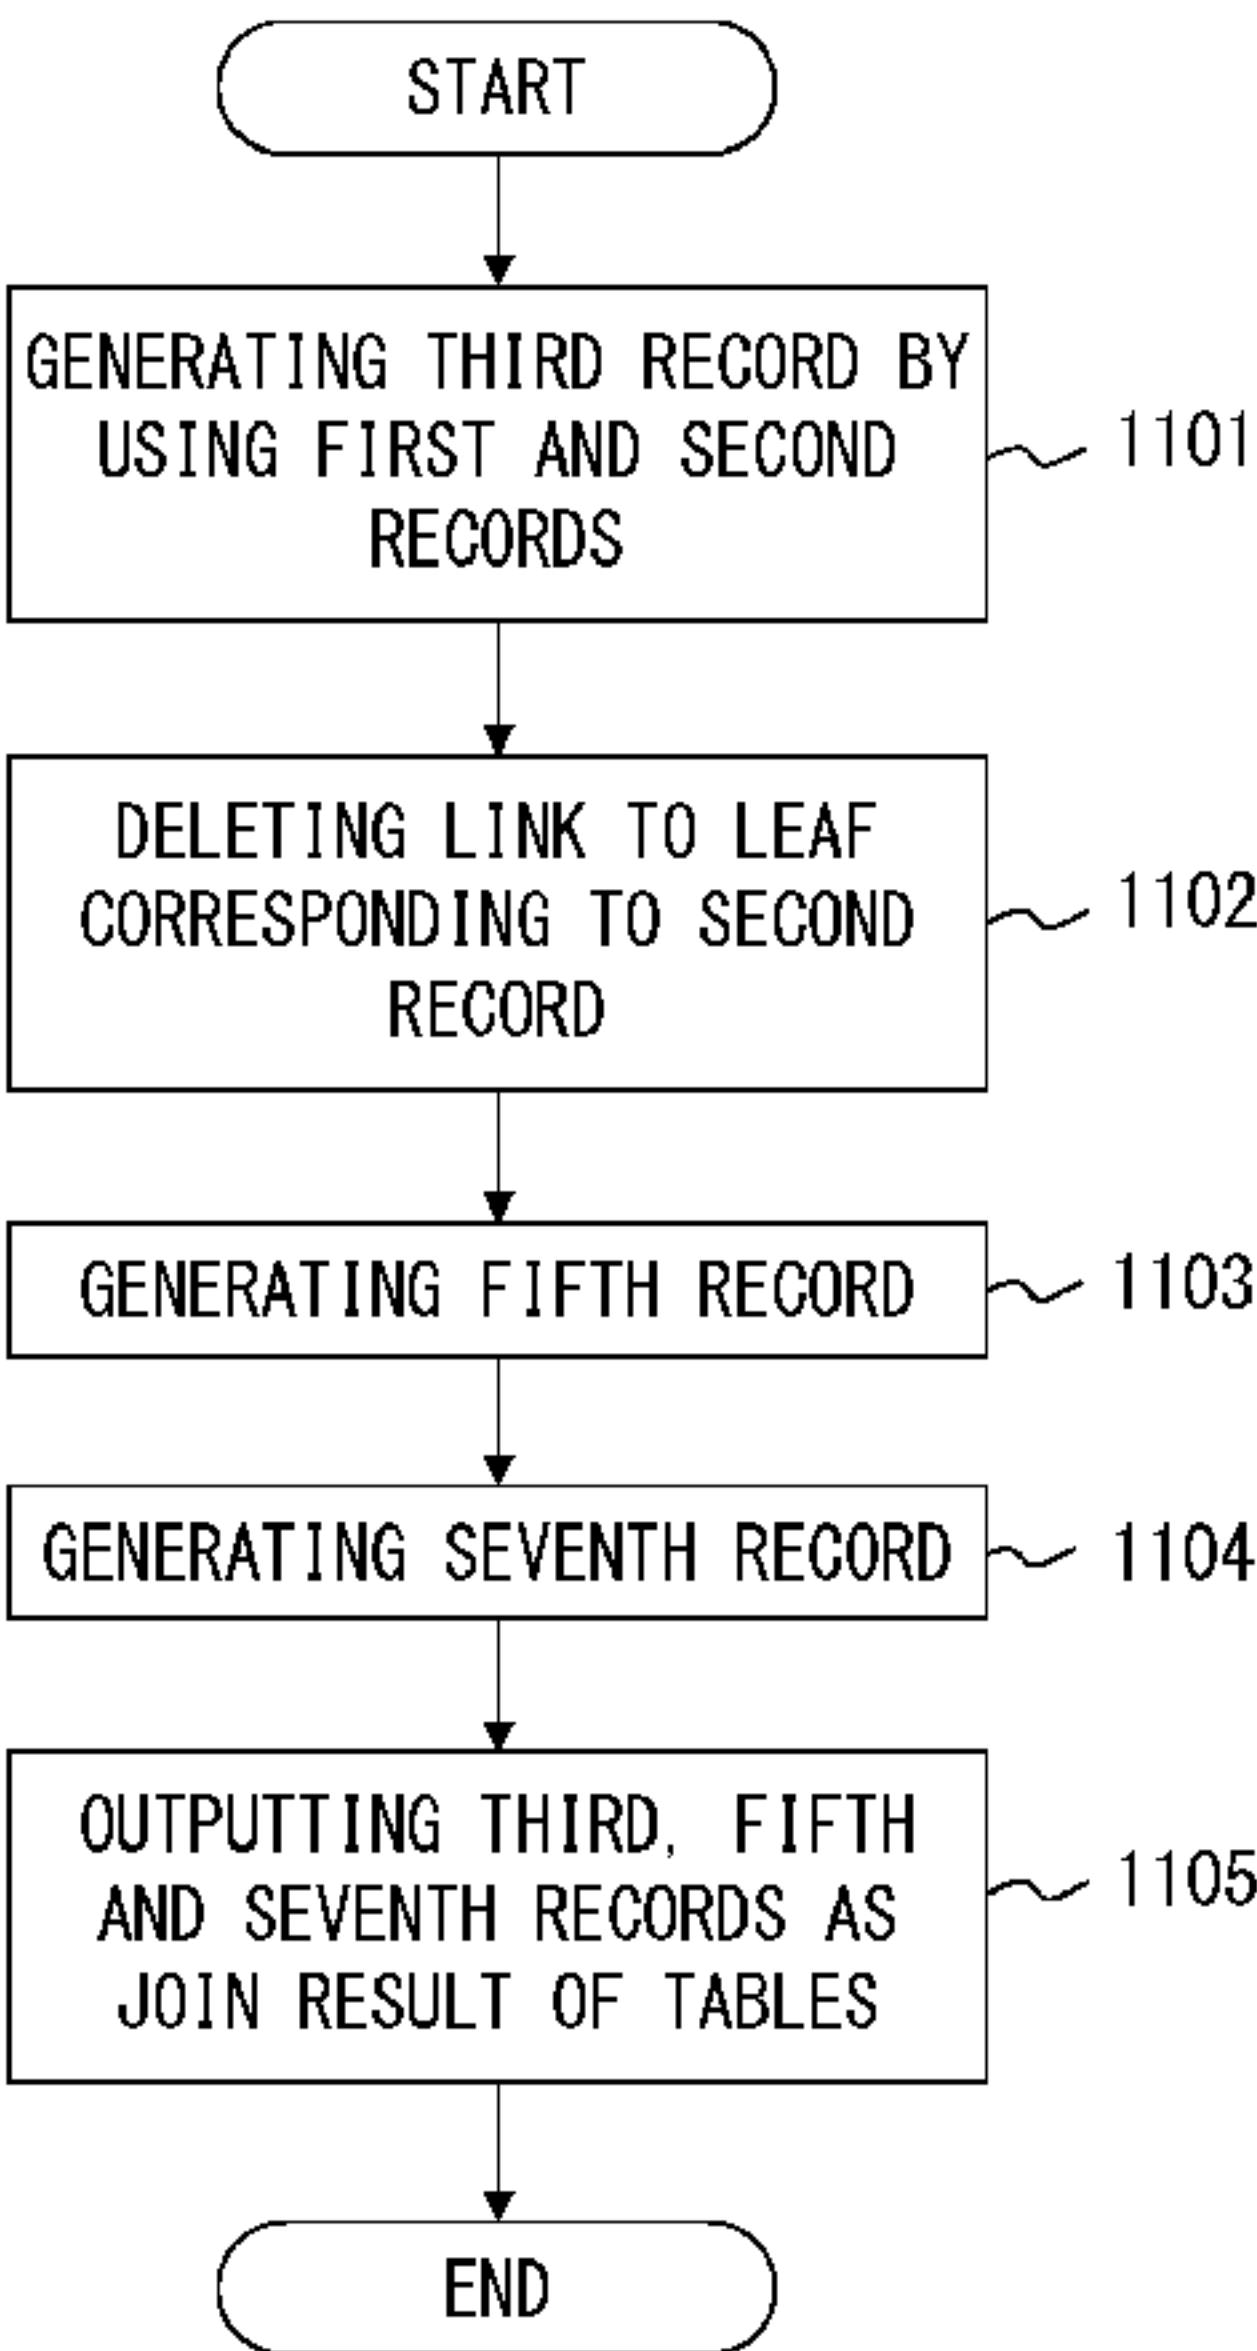 START
GENERATING THIRD RECORD BY
USING FIRST AND SECOND
RECORDS
1101
DELETING LINK TO LEAF
CORRESPONDING TO SECOND
RECORD
1102
GENERATING FIFTH RECORD
1103
GENERATING SEVENTH RECORD
1104
OUTPUTTING THIRD, FIFTH
AND SEVENTH RECORDS AS
JOIN RESULT OF TABLES
1105
END